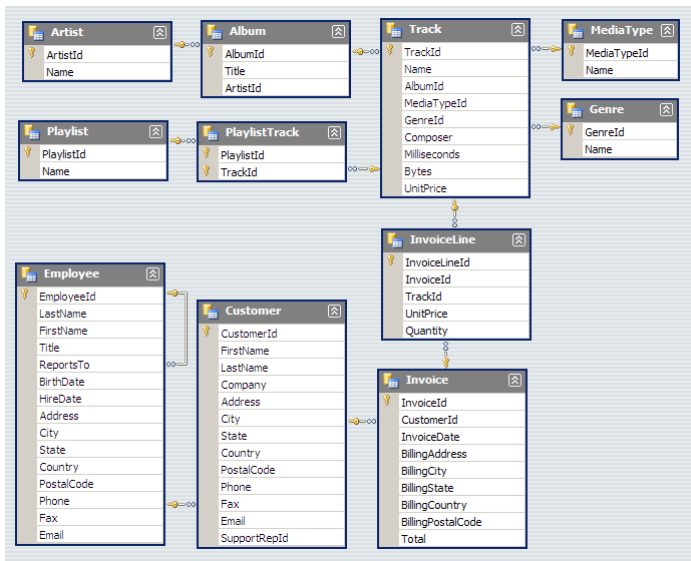 Artist
ArtistId
Name
Album
AlbumId
Title
ArtistId
Track
TrackId
Name
AlbumId
MediaTypeId
GenreId
Composer
Milliseconds
Bytes
UnitPrice
MediaType
MediaTypeId
Name
Genre
GenreId
Name
Playlist
PlaylistId
Name
PlaylistTrack
PlaylistId
TrackId
InvoiceLine
InvoiceLineId
InvoiceId
TrackId
UnitPrice
Quantity
Employee
EmployeeId
LastName
FirstName
Title
ReportsTo
BirthDate
HireDate
Address
City
State
Country
PostalCode
Phone
Fax
Email
Customer
CustomerId
FirstName
LastName
Company
Address
City
State
Country
PostalCode
Phone
Fax
Email
SupportRepId
Invoice
InvoiceId
CustomerId
InvoiceDate
BillingAddress
BillingCity
BillingState
BillingCountry
BillingPostalCode
Total